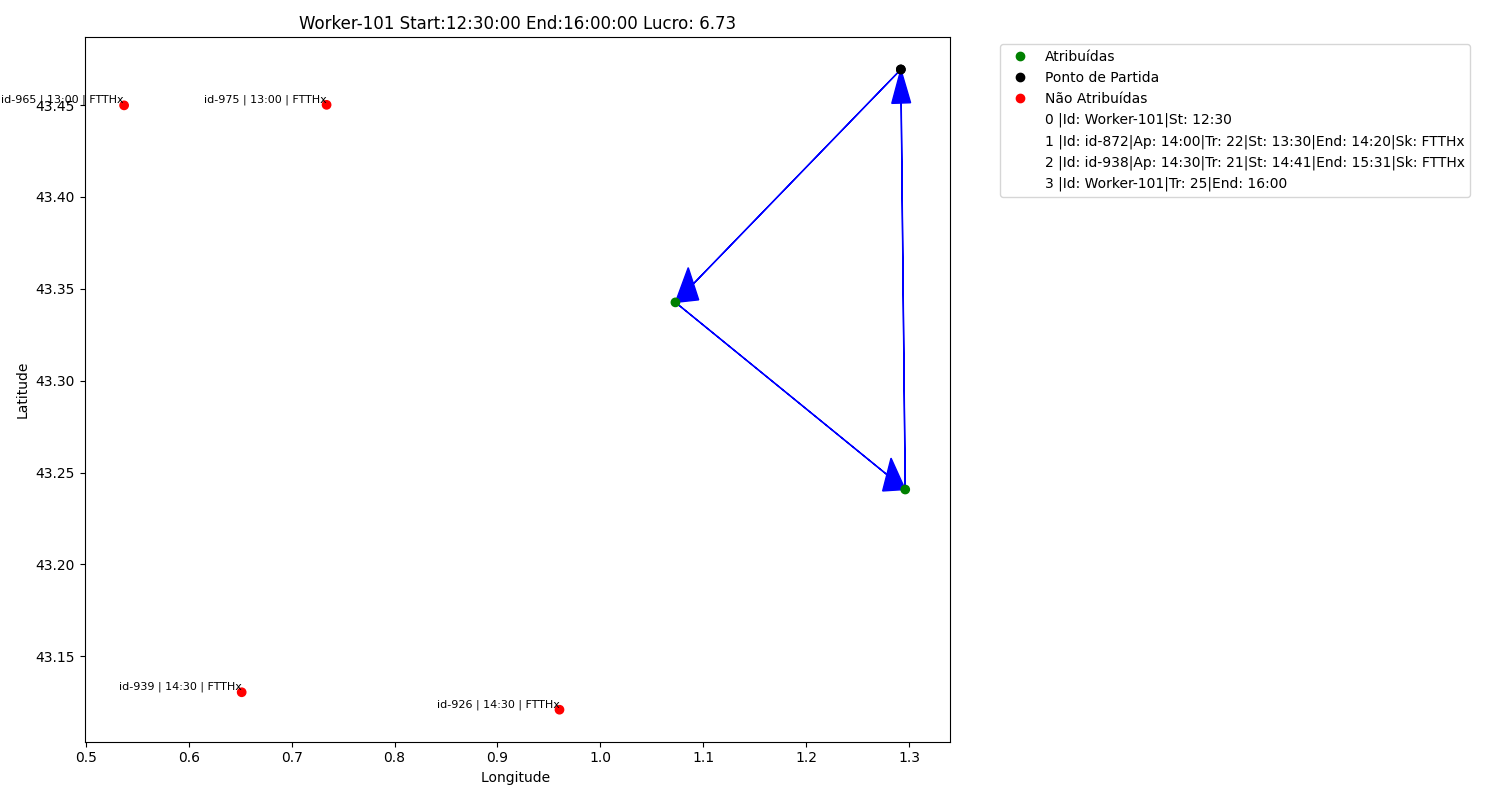 Worker-101 Start:12:30:00 End:16:00:00 Lucro: 6.73
Atribuídas
Ponto de Partida
Não Atribuídas
0 |Id: Worker-101|St: 12:30
1 |Id: id-872|Ap: 14:00|Tr: 22|St: 13:30|End: 14:20|Sk: FTTHx
2 |Id: id-938|Ap: 14:30|Tr: 21|St: 14:41|End: 15:31|Sk: FTTHx
3 |Id: Worker-101|Tr: 25|End: 16:00
id-965 | 13:00 | FTTHx
id-975 | 13:00 | FTTHx
id-939 | 14:30 | FTTHx
id-926 | 14:30 | FTTHx
Latitude
43.45
43.40
43.35
43.30
43.25
43.20
43.15
0.5 0.6 0.7 0.8 0.9 1.0 1.1 1.2 1.3
Longitude